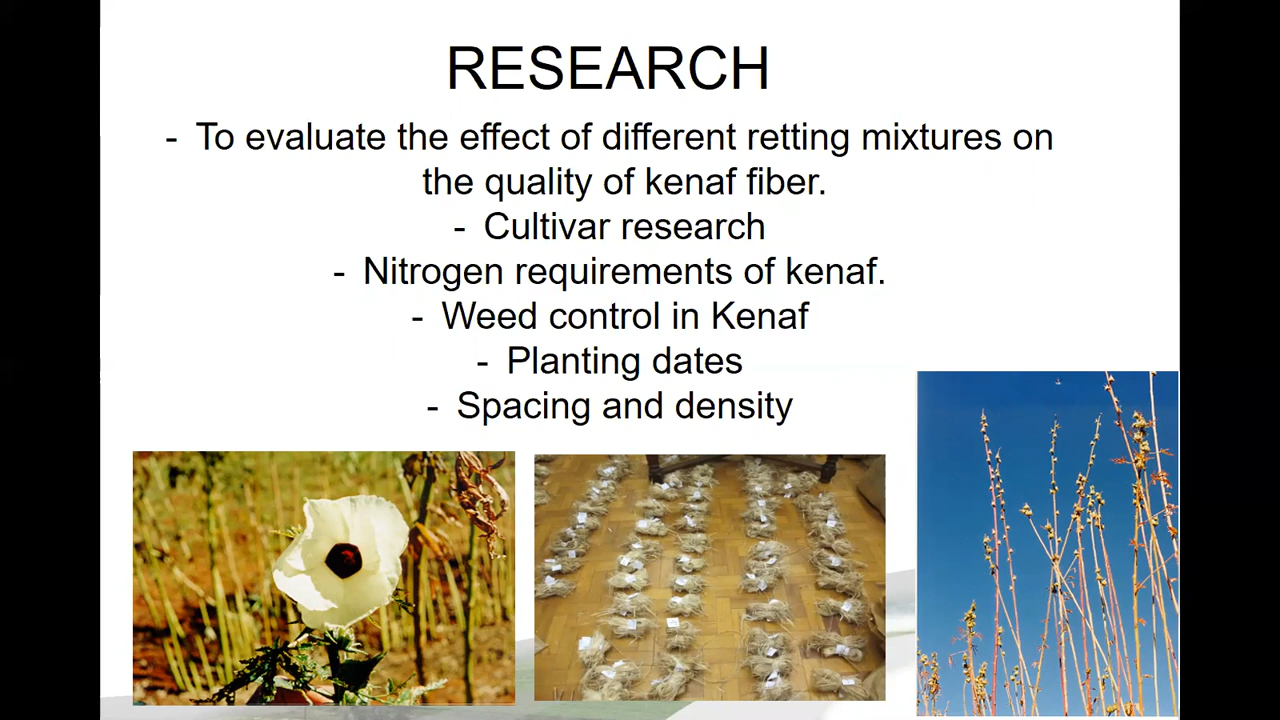 RESEARCH
- To evaluate the effect of different retting mixtures on
the quality of kenaf fiber.
- Cultivar research
- Nitrogen requirements of kenaf.
- Weed control in Kenaf
- Planting dates
- Spacing and density